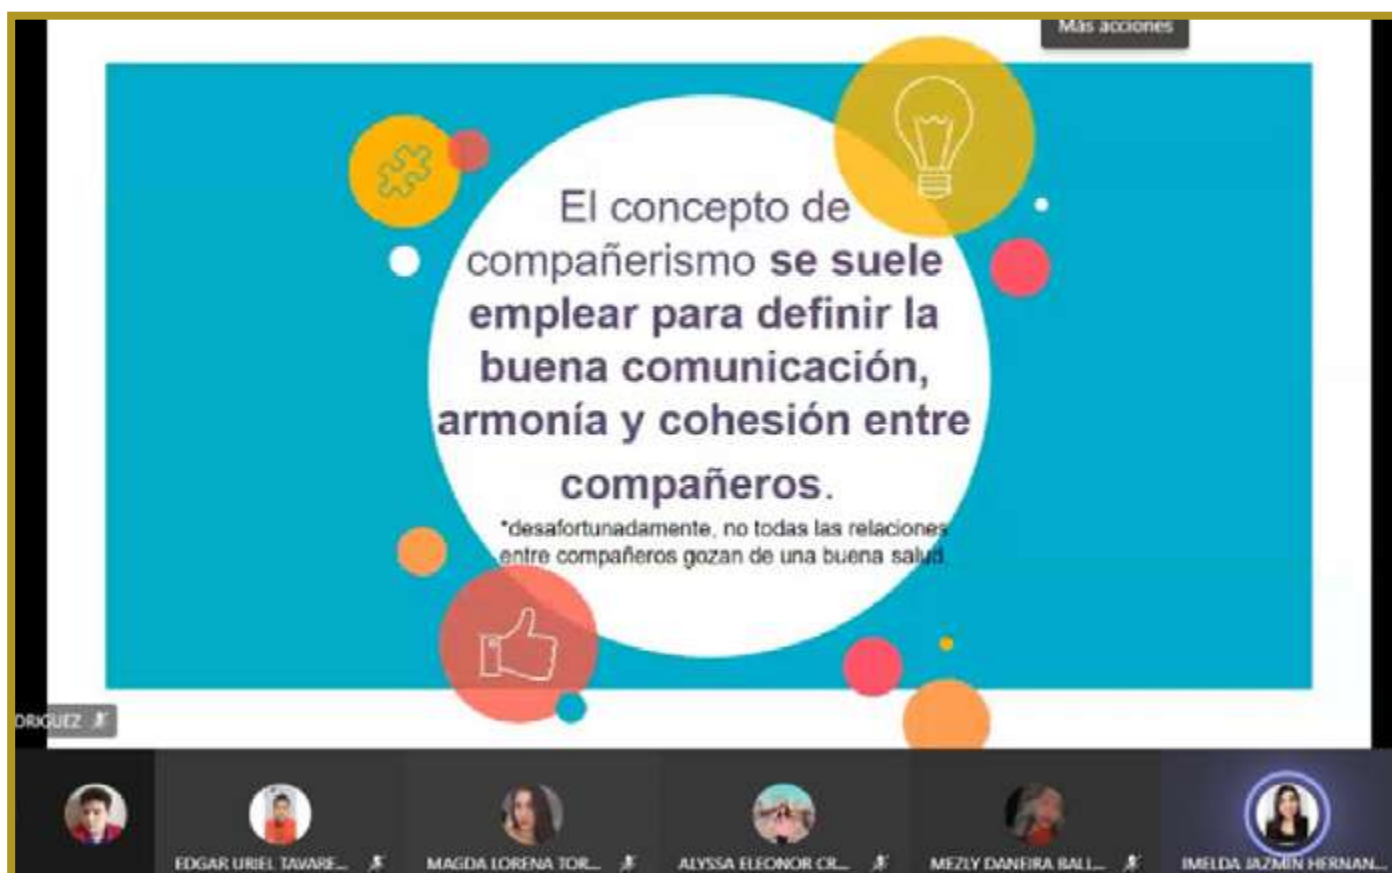 Más acciones
El concepto de
compañerismo se suele
emplear para definir la
buena comunicación,
armonía y cohesión entre
compañeros.
*desafortunadamente, no todas las relaciones
entre compañeros gozan de una buena salud.
ORIGUEZ
EDGAR URIEL TAVARE...
MAGDA LORENA TOR...
ALYSSA ELEONOR CR...
MEZLY DANEIRA BALL...
IMELDA JAZMIN HERNAN...